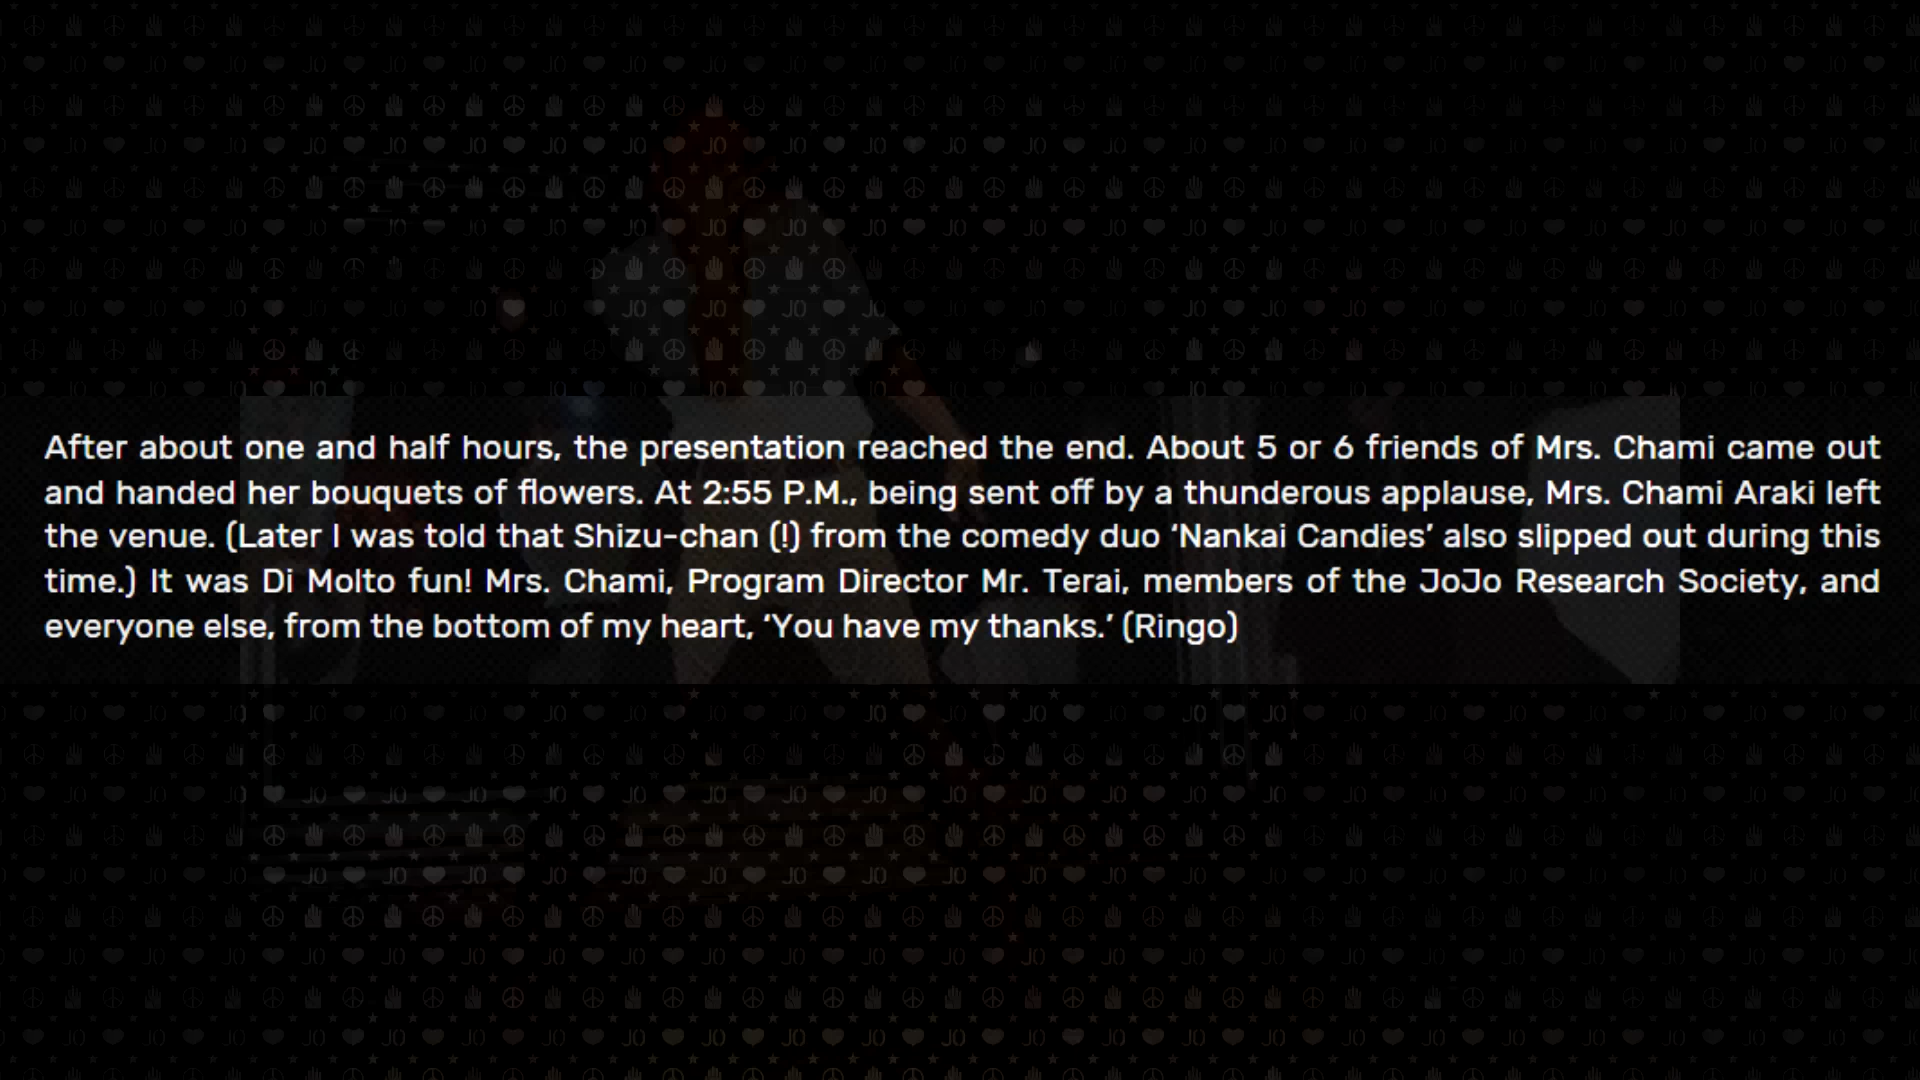 After about one and half hours, the presentation reached the end. About 5 or 6 friends of Mrs. Chami came out
and handed her bouquets of flowers. At 2:55 P.M., being sent off by a thunderous applause, Mrs. Chami Araki left
the venue. (Later I was told that Shizu-chan (!) from the comedy duo ‘Nankai Candies’ also slipped out during this
time.) It was Di Molto fun! Mrs. Chami, Program Director Mr. Terai, members of the JoJo Research Society, and
everyone else, from the bottom of my heart, ‘You have my thanks.’ (Ringo)